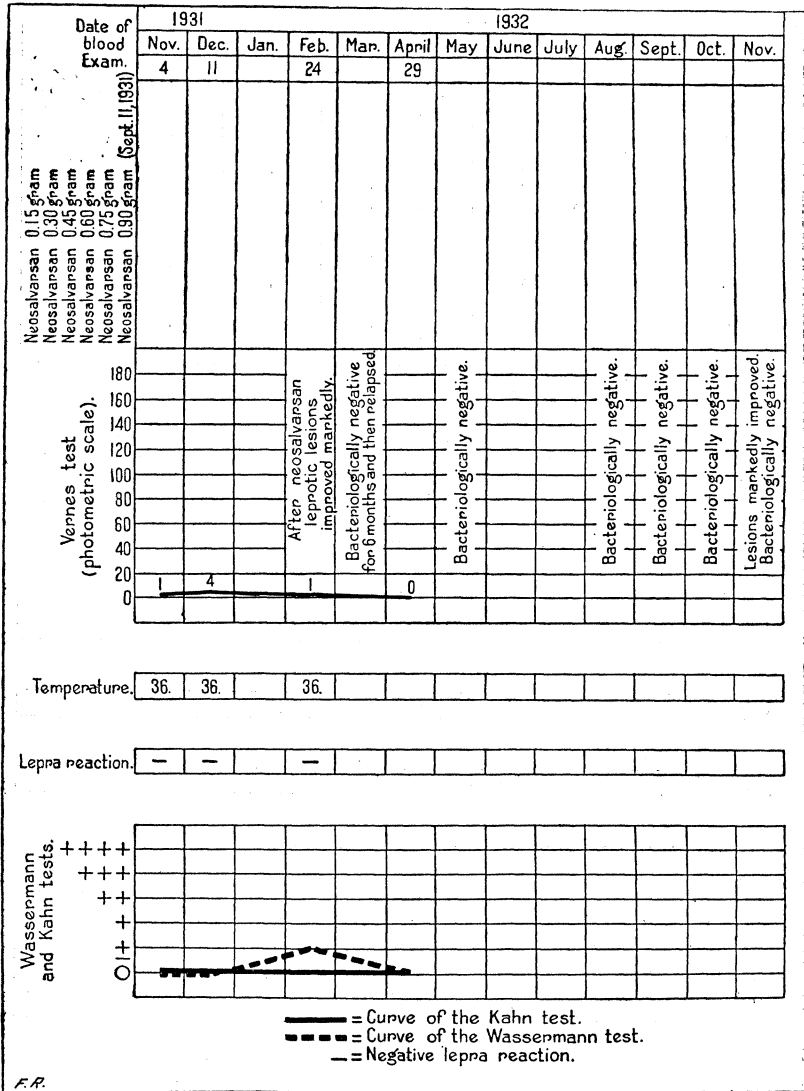 1931 1932
Date of blood Exam.
Nov. Dec. Jan. Feb. Mar. April May June July Aug. Sept. Oct. Nov.
4 11 24 29
Neosalvarsan 0.15 gram
Neosalvarsan 0.30 gram
Neosalvarsan 0.45 gram
Neosalvarsan 0.60 gram
Neosalvarsan 0.75 gram
Neosalvarsan 0.90 gram (Sept. 11, 1931)
Vernes test
(photometric scale).
180
160
140
120
100
80
60
40
20
0
After neosalvarsan
leprotic lesions
improved markedly.
Bacteriologically negative
for 6 months and then relapsed.
Bacteriologically negative.
Bacteriologically negative.
Bacteriologically negative.
Bacteriologically negative.
Lesions markedly improved.
Bacteriologically negative.
1 4 1 0
Temperature. 36. 36. 36.
Lepra reaction. – – –
Wassermann
and Kahn tests.
++++
+++
++
+
±
0
= Curve of the Kahn test.
= Curve of the Wassermann test.
– = Negative lepra reaction.
F.R.